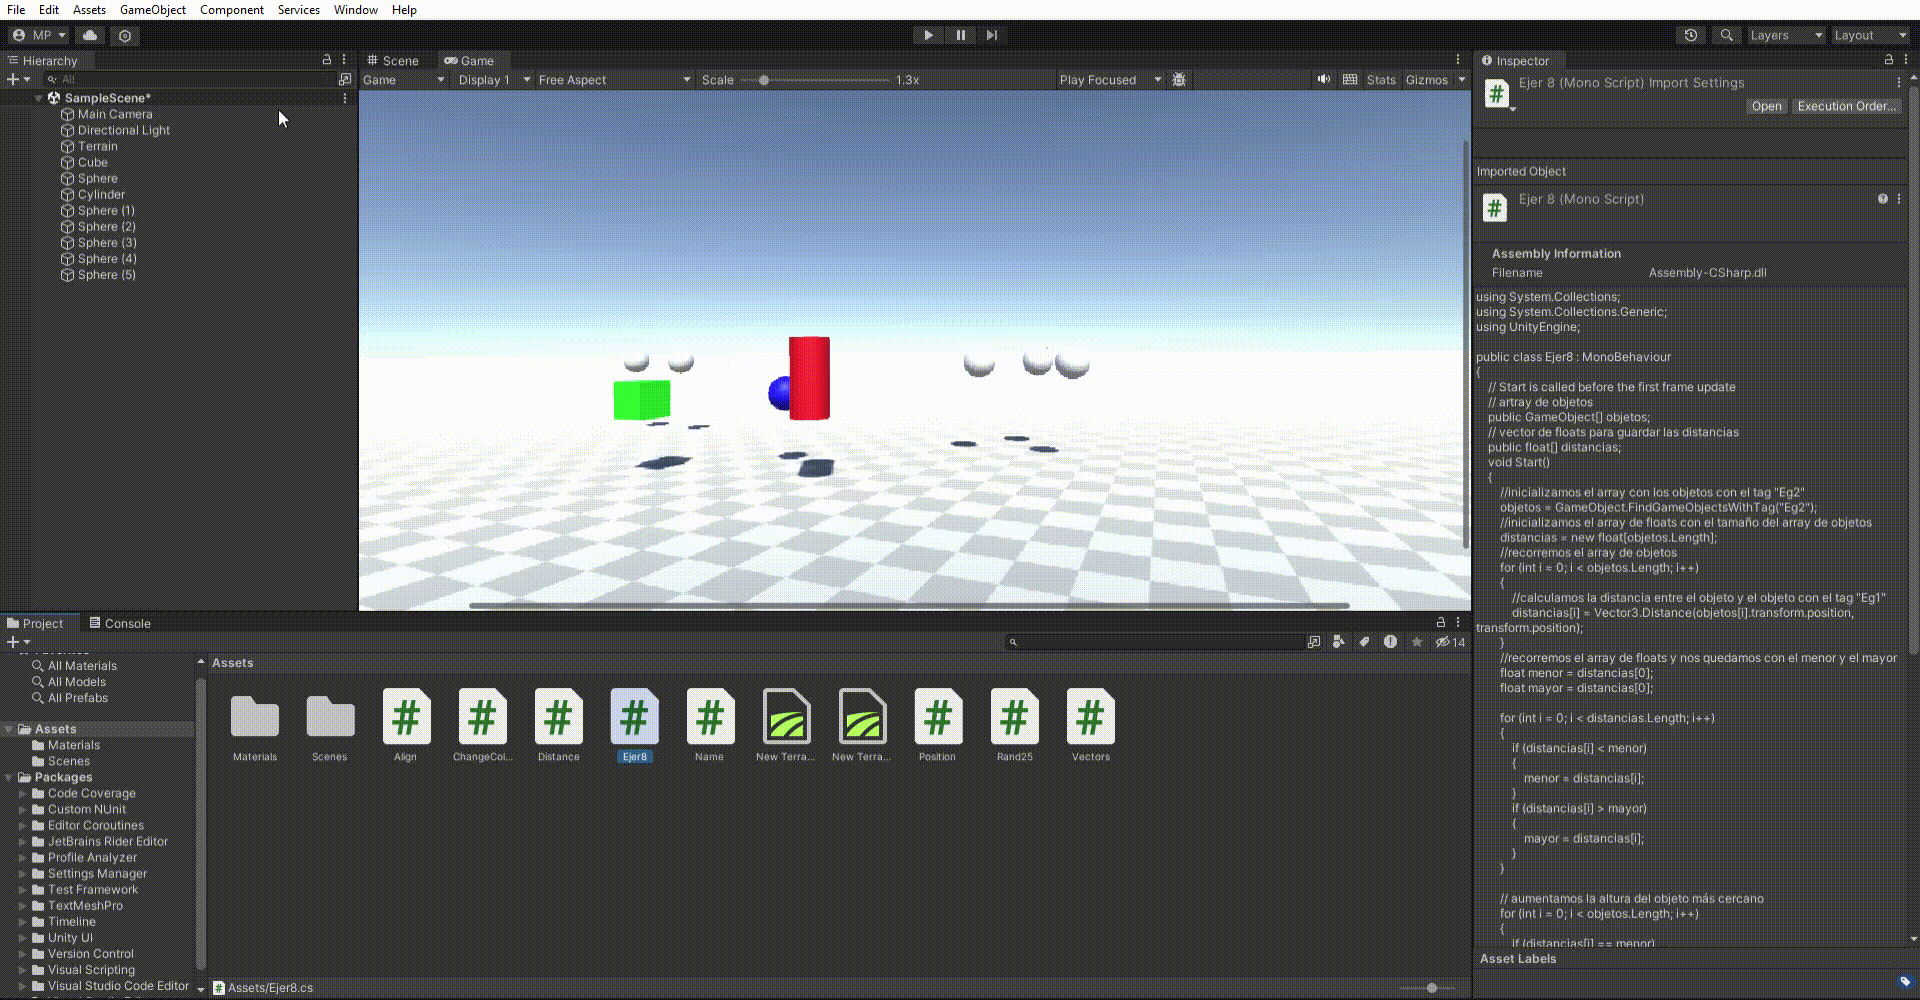 File Edit Assets GameObject Component Services Window Help
MP Layers Layout
Hierarchy
All
SampleScene*
Main Camera
Directional Light
Terrain
Cube
Sphere
Cylinder
Sphere (1)
Sphere (2)
Sphere (3)
Sphere (4)
Sphere (5)
Scene Game
Game Display 1 Free Aspect Scale 1.3x Play Focused Stats Gizmos
Inspector
Ejer 8 (Mono Script) Import Settings
Open Execution Order...
Imported Object
Ejer 8 (Mono Script)
Assembly Information
Filename Assembly-CSharp.dll
using System.Collections;
using System.Collections.Generic;
using UnityEngine;
public class Ejer8 : MonoBehaviour
{
// Start is called before the first frame update
// artray de objetos
public GameObject[] objetos;
// vector de floats para guardar las distancias
public float[] distancias;
void Start()
{
//inicializamos el array con los objetos con el tag "Eg2"
objetos = GameObject.FindGameObjectsWithTag("Eg2");
//inicializamos el array de floats con el tamaño del array de objetos
distancias = new float[objetos.Length];
//recorremos el array de objetos
for (int i = 0; i < objetos.Length; i++)
{
//calculamos la distancia entre el objeto y el objeto con el tag "Eg1"
distancias[i] = Vector3.Distance(objetos[i].transform.position,
transform.position);
}
//recorremos el array de floats y nos quedamos con el menor y el mayor
float menor = distancias[0];
float mayor = distancias[0];
for (int i = 0; i < distancias.Length; i++)
{
if (distancias[i] < menor)
{
menor = distancias[i];
}
if (distancias[i] > mayor)
{
mayor = distancias[i];
}
}
// aumentamos la altura del objeto más cercano
for (int i = 0; i < objetos.Length; i++)
{
if (distancias[i] == menor)
Asset Labels
Project Console
14
Favorites
All Materials
All Models
All Prefabs
Assets
Materials
Scenes
Packages
Code Coverage
Custom NUnit
Editor Coroutines
JetBrains Rider Editor
Profile Analyzer
Settings Manager
Test Framework
TextMeshPro
Timeline
Unity UI
Version Control
Visual Scripting
Visual Studio Code Editor
Assets
Materials Scenes Align ChangeCol... Distance Ejer8 Name New Terra... New Terra... Position Rand25 Vectors
Assets/Ejer8.cs